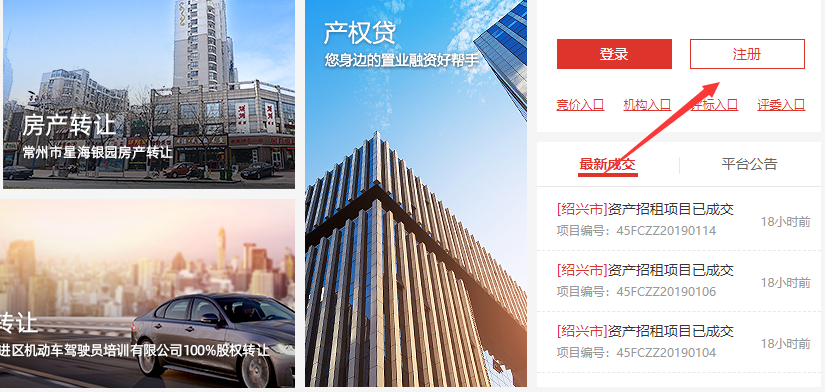 房产转让
常州市星海银园房产转让
转让
进区机动车驾驶员培训有限公司100%股权转让
产权贷
您身边的置业融资好帮手
登录 注册
竞价入口 机构入口 评标入口 评委入口
最新成交 平台公告
[绍兴市]资产招租项目已成交
项目编号：45FCZZ20190114 18小时前
[绍兴市]资产招租项目已成交
项目编号：45FCZZ20190106 18小时前
[绍兴市]资产招租项目已成交
项目编号：45FCZZ20190104 18小时前